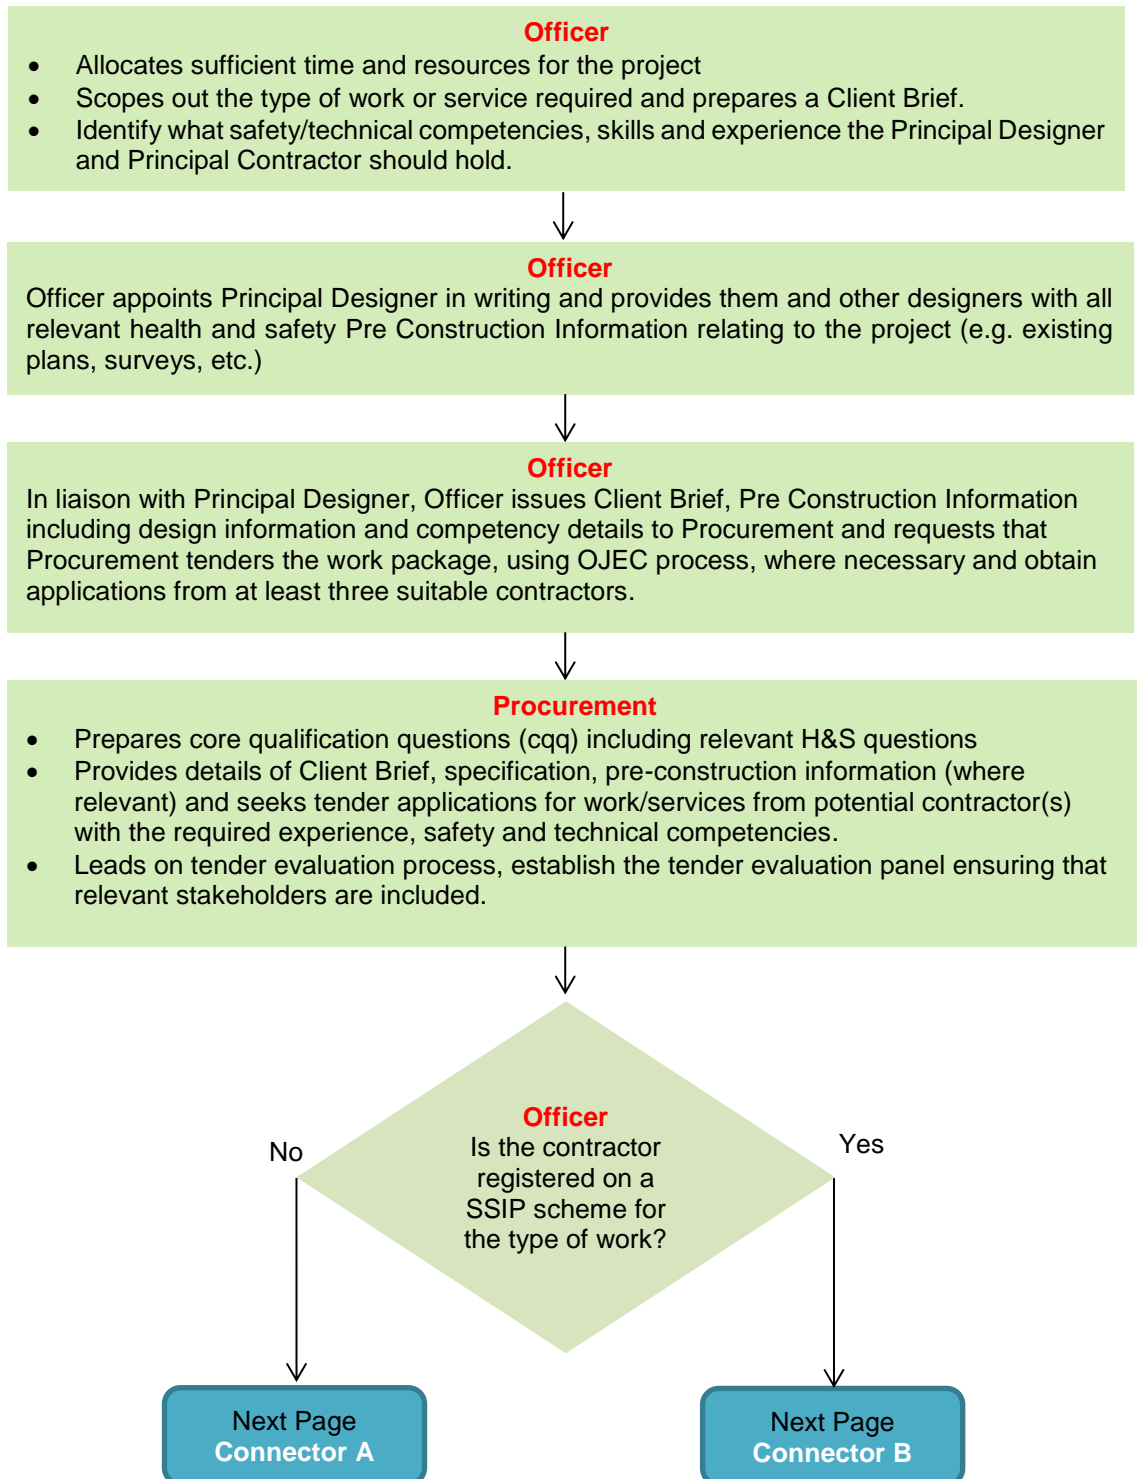 Officer
• Allocates sufficient time and resources for the project
• Scopes out the type of work or service required and prepares a Client Brief.
• Identify what safety/technical competencies, skills and experience the Principal Designer
and Principal Contractor should hold.
Officer
Officer appoints Principal Designer in writing and provides them and other designers with all
relevant health and safety Pre Construction Information relating to the project (e.g. existing
plans, surveys, etc.)
Officer
In liaison with Principal Designer, Officer issues Client Brief, Pre Construction Information
including design information and competency details to Procurement and requests that
Procurement tenders the work package, using OJEC process, where necessary and obtain
applications from at least three suitable contractors.
Procurement
• Prepares core qualification questions (cqq) including relevant H&S questions
• Provides details of Client Brief, specification, pre-construction information (where
relevant) and seeks tender applications for work/services from potential contractor(s)
with the required experience, safety and technical competencies.
• Leads on tender evaluation process, establish the tender evaluation panel ensuring that
relevant stakeholders are included.
Officer
Is the contractor
registered on a
SSIP scheme for
the type of work?
No
Yes
Next Page
Connector A
Next Page
Connector B